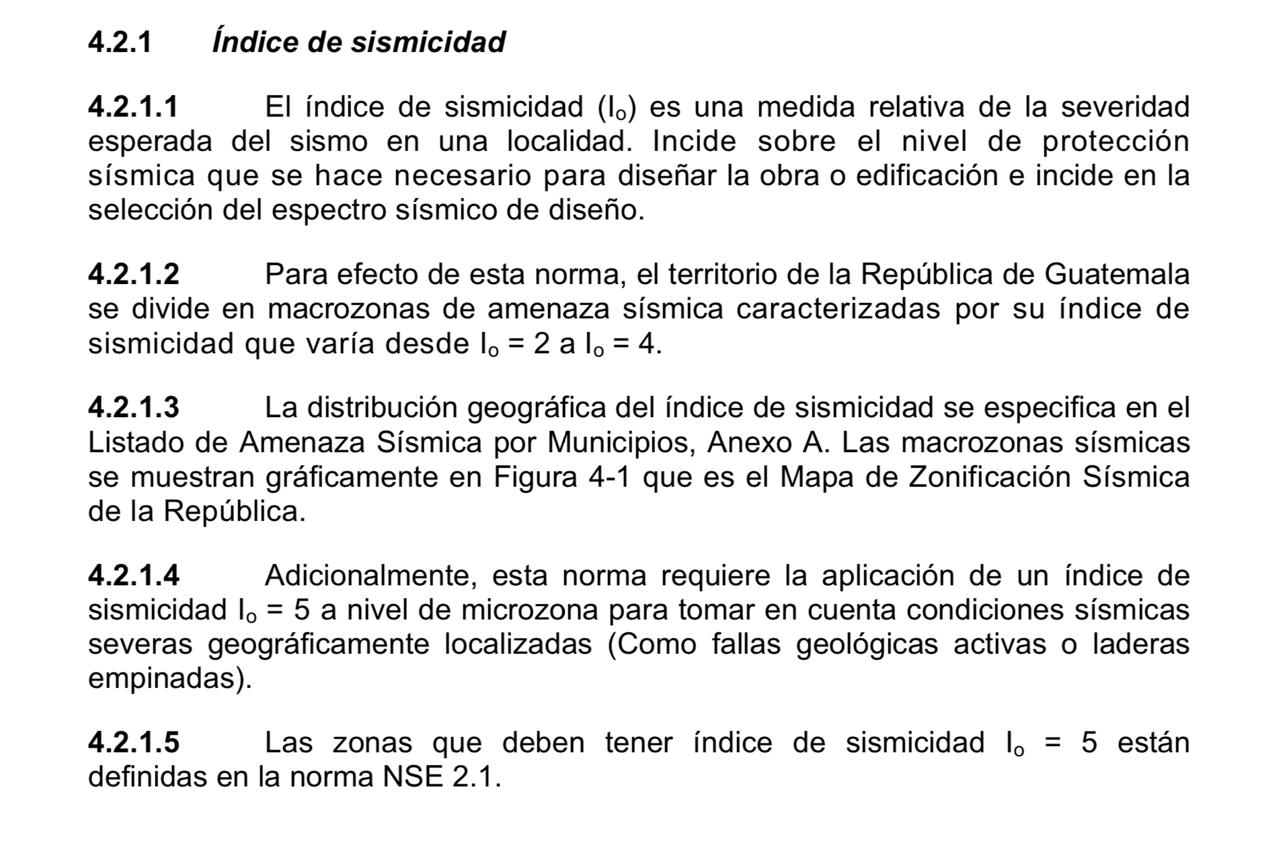 4.2.1 Índice de sismicidad
4.2.1.1 El índice de sismicidad (Io) es una medida relativa de la severidad
esperada del sismo en una localidad. Incide sobre el nivel de protección
sísmica que se hace necesario para diseñar la obra o edificación e incide en la
selección del espectro sísmico de diseño.
4.2.1.2 Para efecto de esta norma, el territorio de la República de Guatemala
se divide en macrozonas de amenaza sísmica caracterizadas por su índice de
sismicidad que varía desde Io = 2 a Io = 4.
4.2.1.3 La distribución geográfica del índice de sismicidad se especifica en el
Listado de Amenaza Sísmica por Municipios, Anexo A. Las macrozonas sísmicas
se muestran gráficamente en Figura 4-1 que es el Mapa de Zonificación Sísmica
de la República.
4.2.1.4 Adicionalmente, esta norma requiere la aplicación de un índice de
sismicidad Io = 5 a nivel de microzona para tomar en cuenta condiciones sísmicas
severas geográficamente localizadas (Como fallas geológicas activas o laderas
empinadas).
4.2.1.5 Las zonas que deben tener índice de sismicidad Io = 5 están
definidas en la norma NSE 2.1.